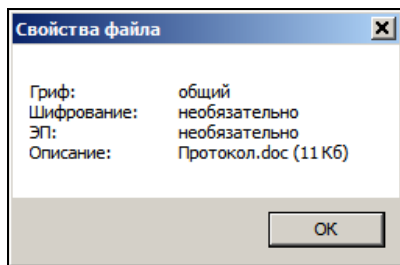 Свойства файла
Гриф: общий
Шифрование: необязательно
ЭП: необязательно
Описание: Протокол.doc (11 Кб)
OK